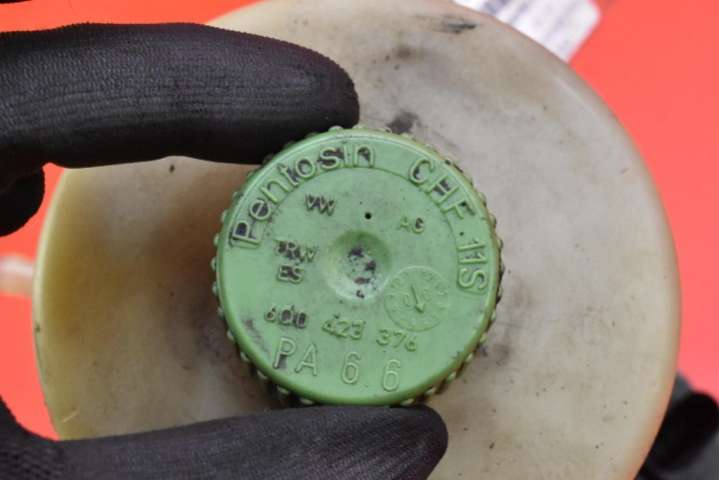 Pentosin CHF 11S
VW AG
TRW
ES
6Q0 423 376
PA 6.6